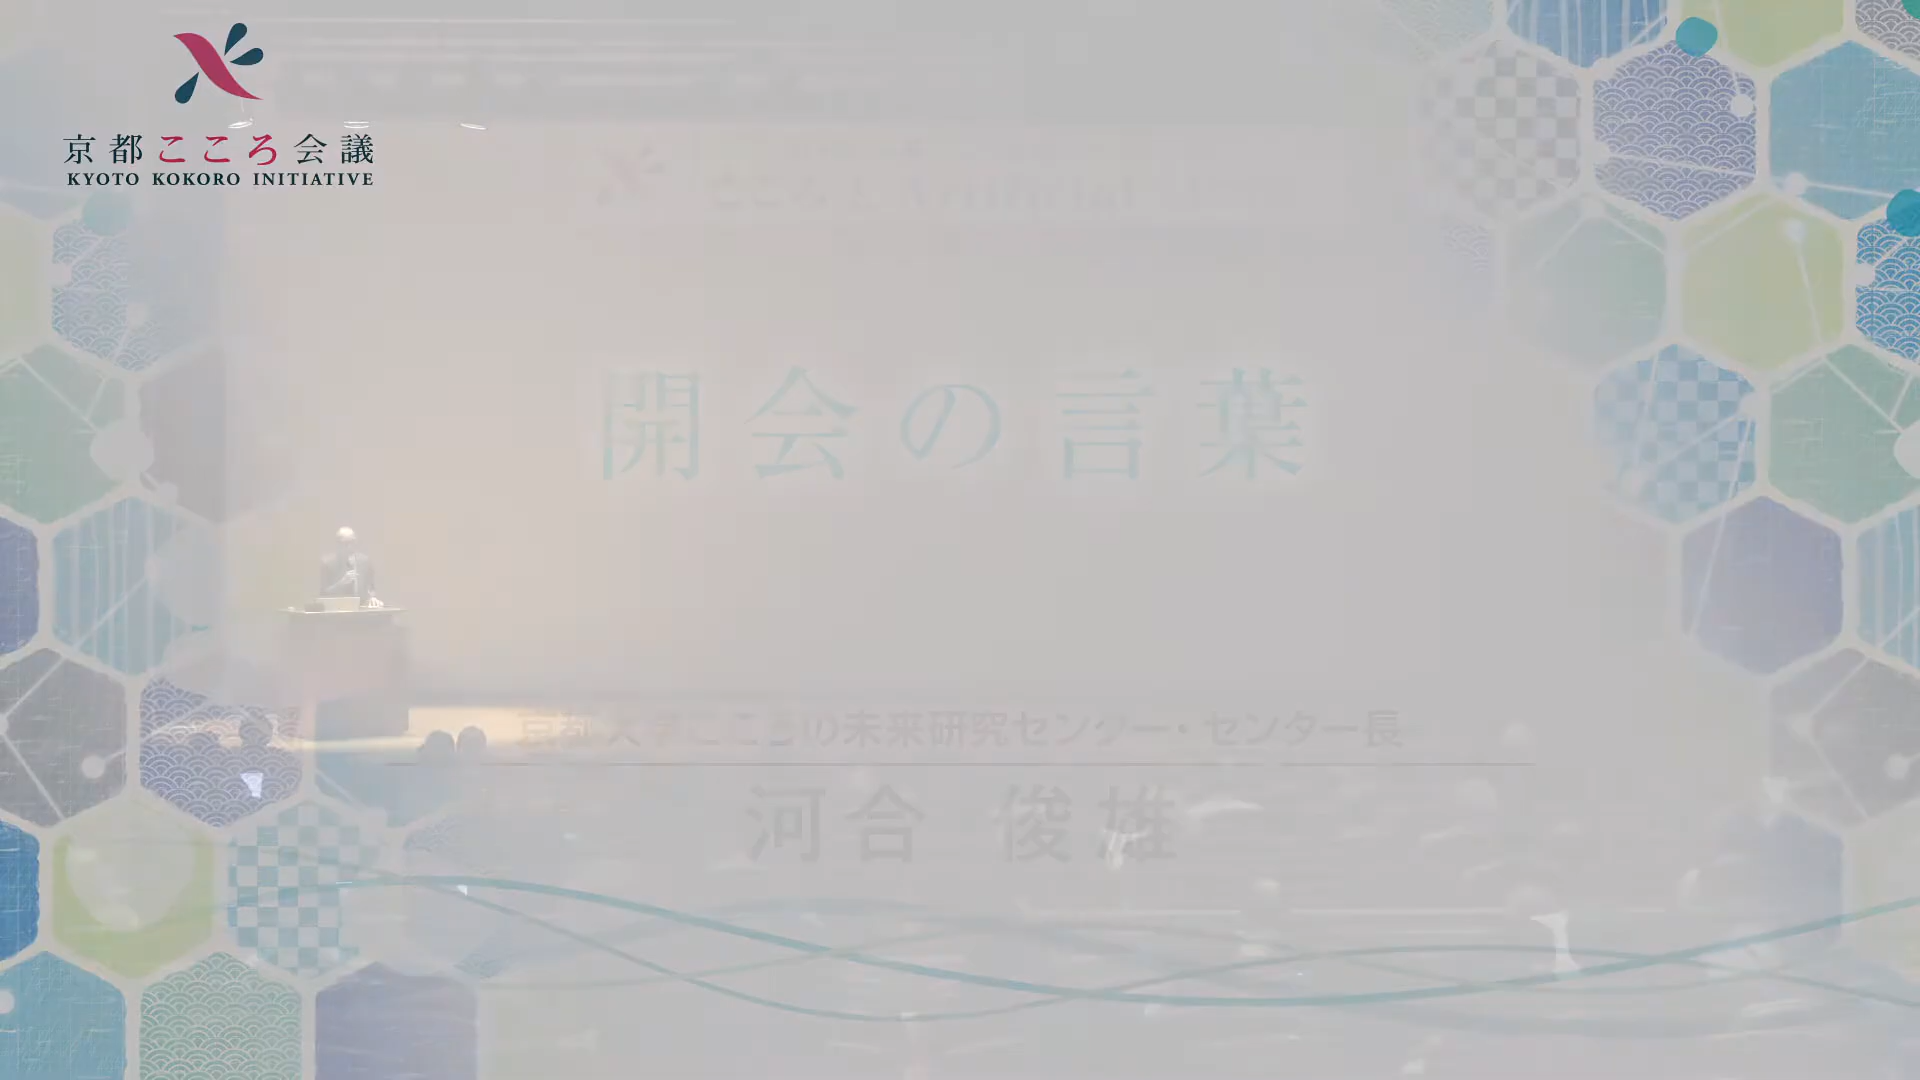 京都こころ会議
KYOTO KOKORO INITIATIVE
開会の言葉
京都大学こころの未来研究センター・センター長
河合 俊雄